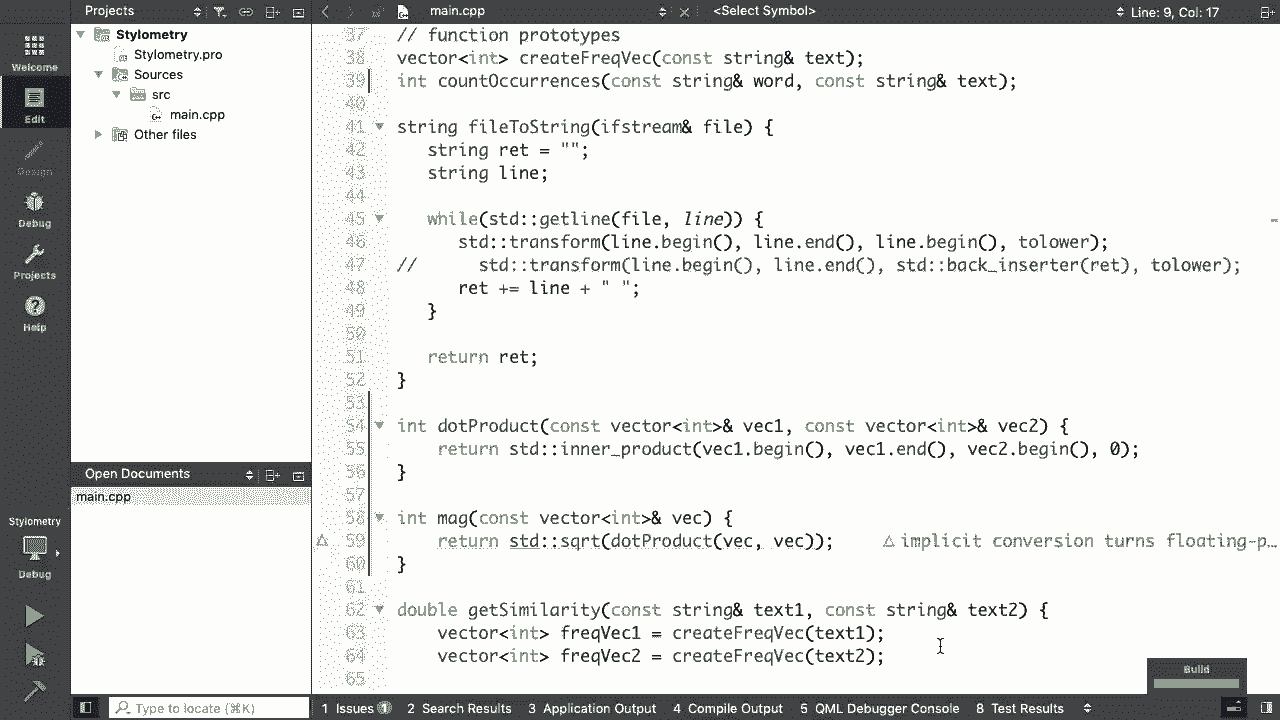 Projects
main.cpp
<Select Symbol>
Line: 9, Col: 17
Welcome
Edit
Design
Debug
Projects
Help
Stylometry
Debug
Stylometry
Stylometry.pro
Sources
src
main.cpp
Other files
Open Documents
main.cpp
37 // function prototypes
38 vector<int> createFreqVec(const string& text);
39 int countOccurrences(const string& word, const string& text);
40
41 string fileToString(ifstream& file) {
42 string ret = "";
43 string line;
44
45 while(std::getline(file, line)) {
46 std::transform(line.begin(), line.end(), line.begin(), tolower);
47 // std::transform(line.begin(), line.end(), std::back_inserter(ret), tolower);
48 ret += line + " ";
49 }
50
51 return ret;
52 }
53
54 int dotProduct(const vector<int>& vec1, const vector<int>& vec2) {
55 return std::inner_product(vec1.begin(), vec1.end(), vec2.begin(), 0);
56 }
57
58 int mag(const vector<int>& vec) {
59 return std::sqrt(dotProduct(vec, vec)); implicit conversion turns floating-p…
60 }
61
62 double getSimilarity(const string& text1, const string& text2) {
63 vector<int> freqVec1 = createFreqVec(text1);
64 vector<int> freqVec2 = createFreqVec(text2);
65
Build
Type to locate (⌘K)
1 Issues 1 2 Search Results 3 Application Output 4 Compile Output 5 QML Debugger Console 8 Test Results